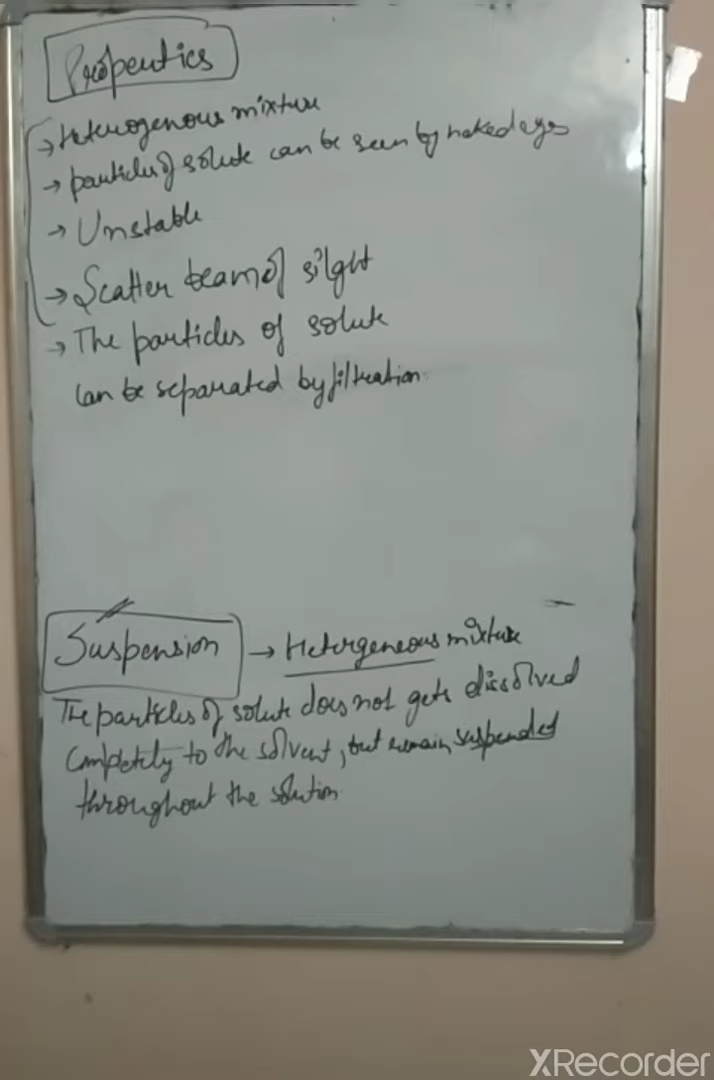 Properties
→ Heterogenous mixture
→ particles of solute can be seen by naked eyes
→ Unstable
→ Scatter beam of silght
→ The particles of solute
can be separated by filtration.
Suspension → Hetergeneous mixture
The particles of solute does not gets dissolved
completely to the solvent, but remain suspended
throughout the solution.
XRecorder